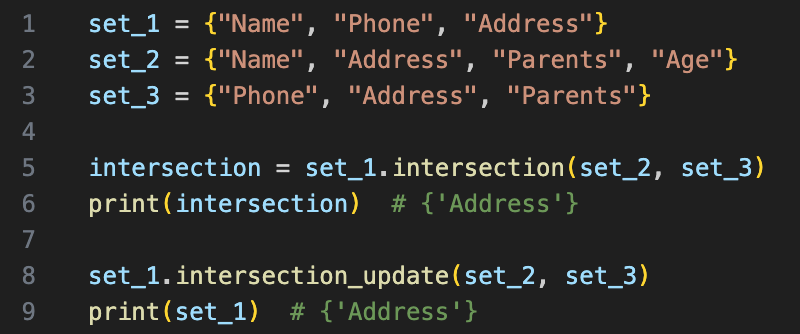 1 set_1 = {"Name", "Phone", "Address"}
2 set_2 = {"Name", "Address", "Parents", "Age"}
3 set_3 = {"Phone", "Address", "Parents"}
4
5 intersection = set_1.intersection(set_2, set_3)
6 print(intersection)  # {'Address'}
7
8 set_1.intersection_update(set_2, set_3)
9 print(set_1)  # {'Address'}